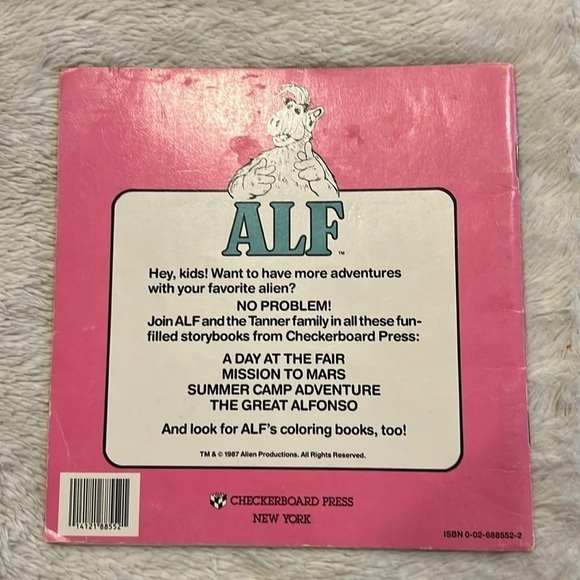 ALF™
Hey, kids! Want to have more adventures
with your favorite alien?
NO PROBLEM!
Join ALF and the Tanner family in all these fun-
filled storybooks from Checkerboard Press:
A DAY AT THE FAIR
MISSION TO MARS
SUMMER CAMP ADVENTURE
THE GREAT ALFONSO
And look for ALF's coloring books, too!
TM & © 1987 Alien Productions. All Rights Reserved.
14121 88552
CHECKERBOARD PRESS
NEW YORK
ISBN 0-02-688552-2